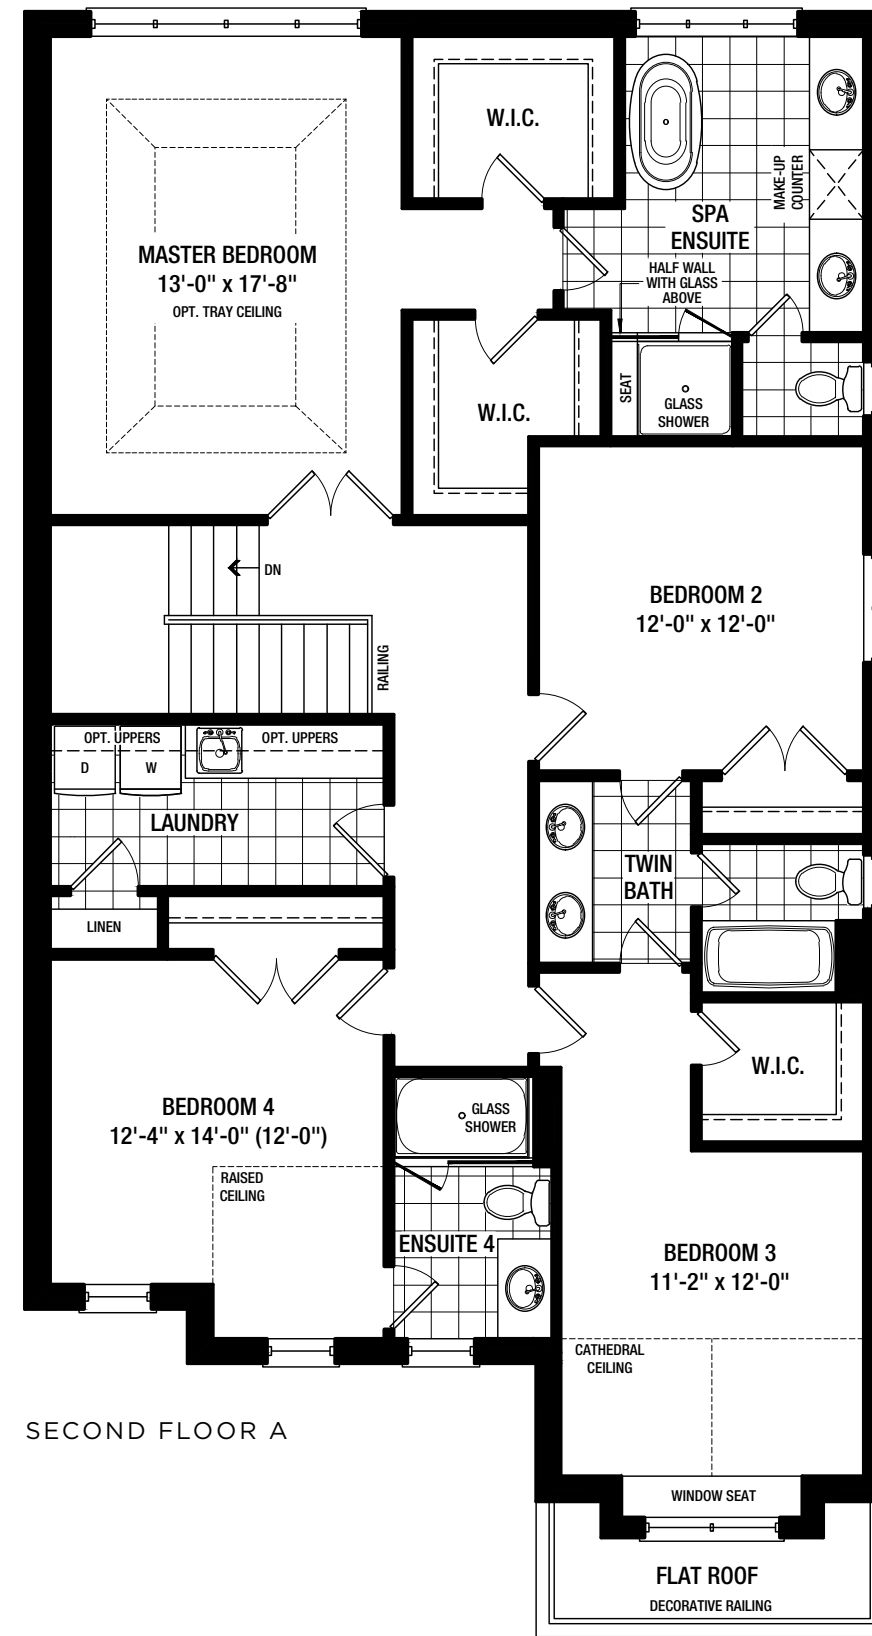 W.I.C.
MAKE-UP
COUNTER
SPA
ENSUITE
MASTER BEDROOM
13'-0" x 17'-8"
OPT. TRAY CEILING
HALF WALL
WITH GLASS
ABOVE
SEAT
GLASS
SHOWER
W.I.C.
DN
RAILING
BEDROOM 2
12'-0" x 12'-0"
OPT. UPPERS
OPT. UPPERS
D
W
LAUNDRY
TWIN
BATH
LINEN
W.I.C.
BEDROOM 4
12'-4" x 14'-0" (12'-0")
GLASS
SHOWER
RAISED
CEILING
ENSUITE 4
BEDROOM 3
11'-2" x 12'-0"
CATHEDRAL
CEILING
SECOND FLOOR A
WINDOW SEAT
FLAT ROOF
DECORATIVE RAILING